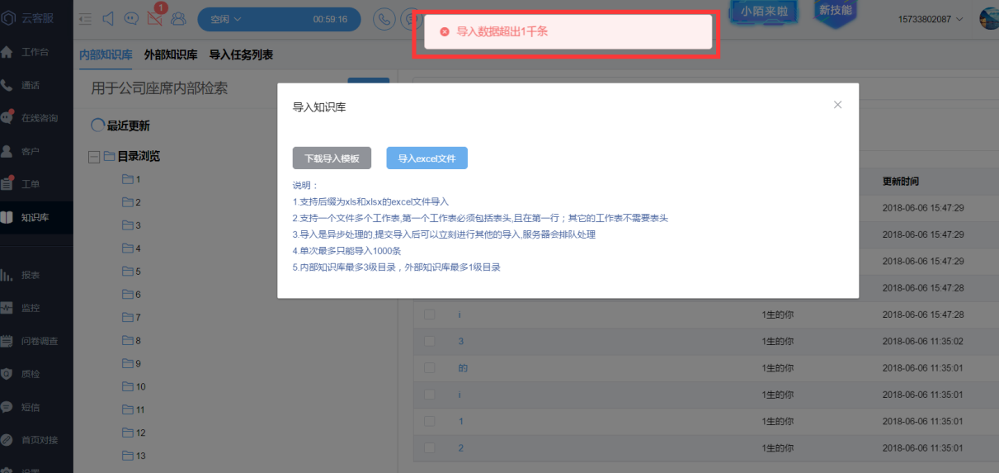 云客服
1
空闲
00:59:16
导入数据超出1千条
小陌来啦
新技能
15733802087
工作台
通话
在线咨询
客户
工单
知识库
报表
监控
问卷调查
质检
短信
首页对接
内部知识库
外部知识库
导入任务列表
用于公司座席内部检索
最近更新
目录浏览
1
2
3
4
5
6
7
8
9
10
11
12
13
导入知识库
下载导入模板
导入excel文件
说明：
1.支持后缀为xls和xlsx的excel文件导入
2.支持一个文件多个工作表,第一个工作表必须包括表头,且在第一行；其它的工作表不需要表头
3.导入是异步处理的,提交导入后可以立刻进行其他的导入,服务器会排队处理
4.单次最多只能导入1000条
5.内部知识库最多3级目录，外部知识库最多1级目录
更新时间
2018-06-06 15:47:29
2018-06-06 15:47:29
2018-06-06 15:47:29
2018-06-06 15:47:28
i 1生的你 2018-06-06 15:47:28
3 1生的你 2018-06-06 11:35:02
的 1生的你 2018-06-06 11:35:01
i 1生的你 2018-06-06 11:35:01
1 1生的你 2018-06-06 11:35:01
2 1生的你 2018-06-06 11:35:01